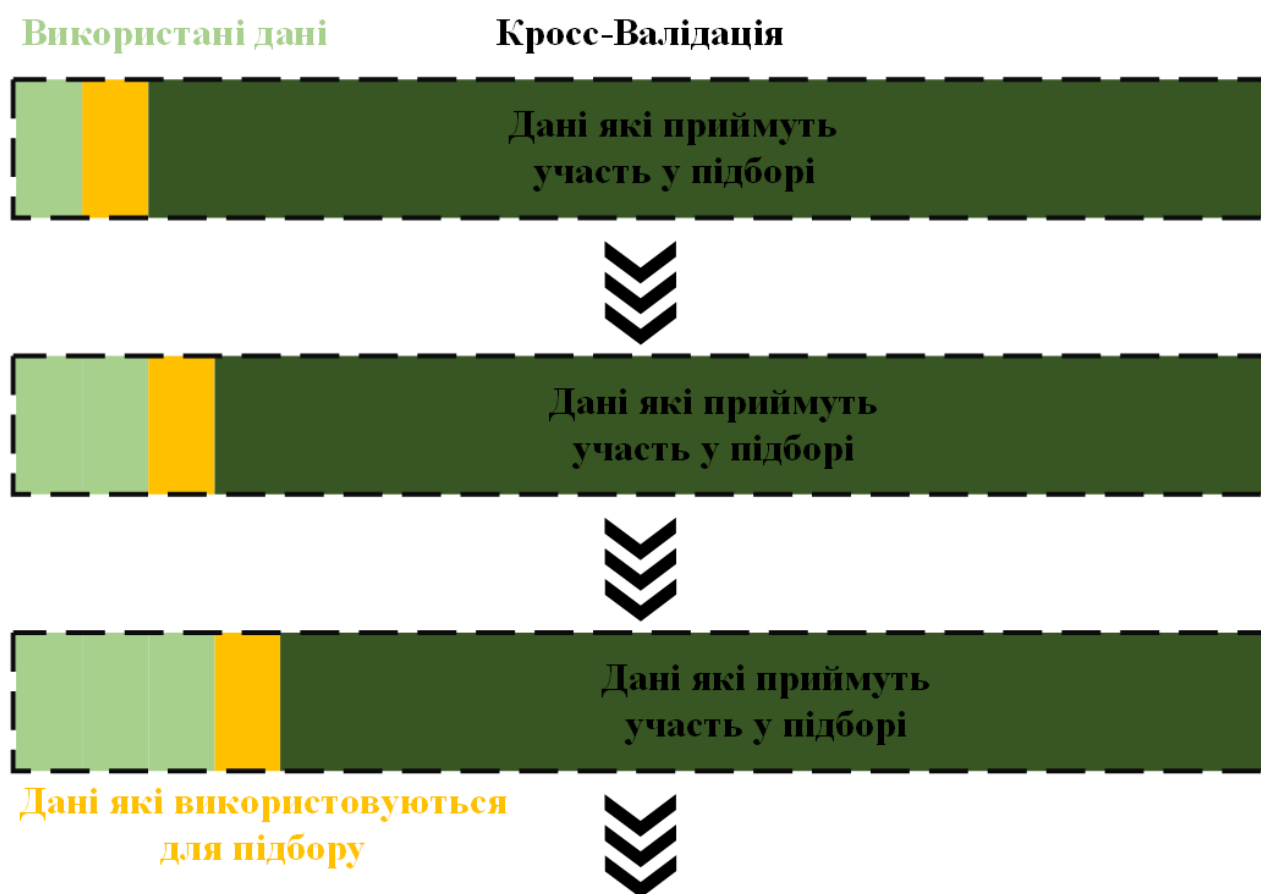 Використані дані
Кросс-Валідація
Дані які приймуть
участь у підборі
Дані які приймуть
участь у підборі
Дані які приймуть
участь у підборі
Дані які використовуються
для підбору